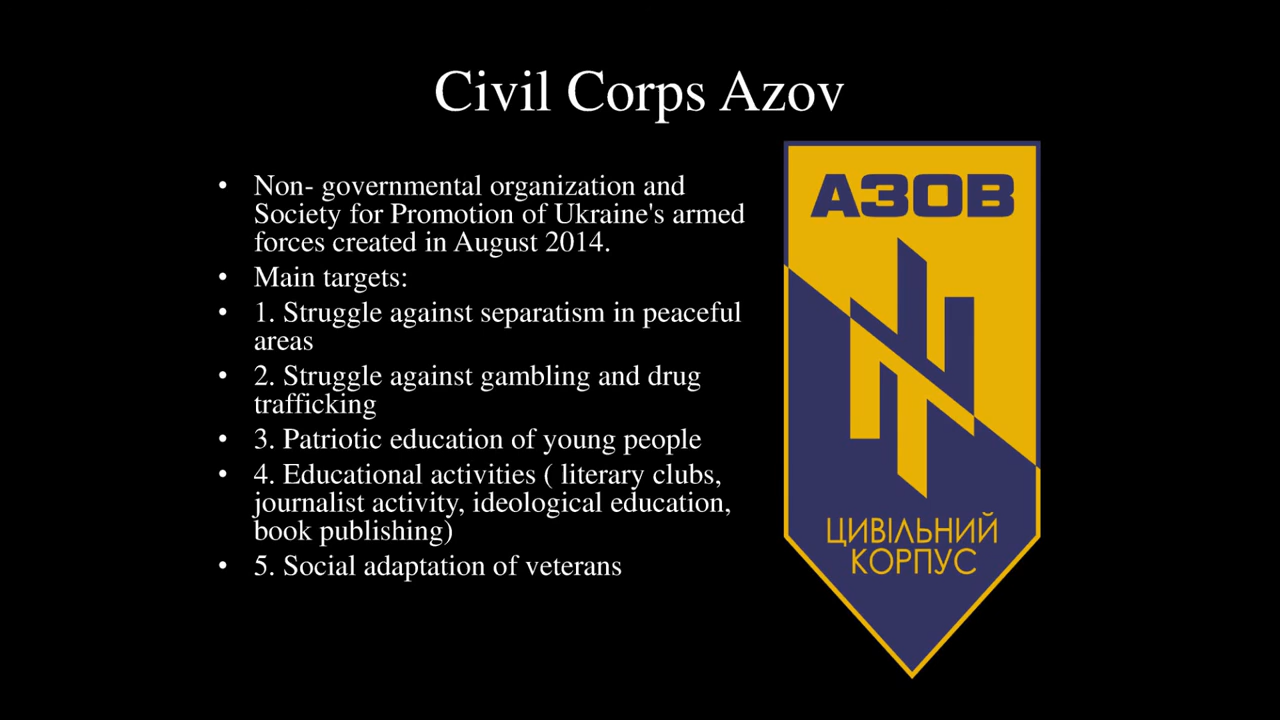 Civil Corps Azov
• Non- governmental organization and
Society for Promotion of Ukraine's armed
forces created in August 2014.
• Main targets:
• 1. Struggle against separatism in peaceful
areas
• 2. Struggle against gambling and drug
trafficking
• 3. Patriotic education of young people
• 4. Educational activities ( literary clubs,
journalist activity, ideological education,
book publishing)
• 5. Social adaptation of veterans
АЗОВ
ЦИВІЛЬНИЙ
КОРПУС